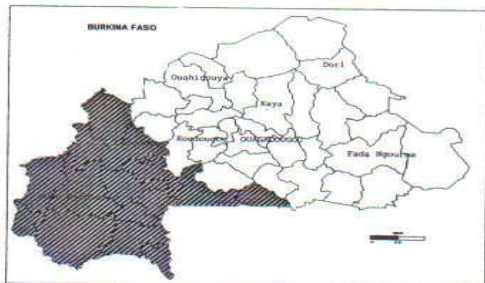 BURKINA FASO
Dori
Ouahigouya
Kaya
Koudougou
OUAGADOUGOU
Fada Ngourma